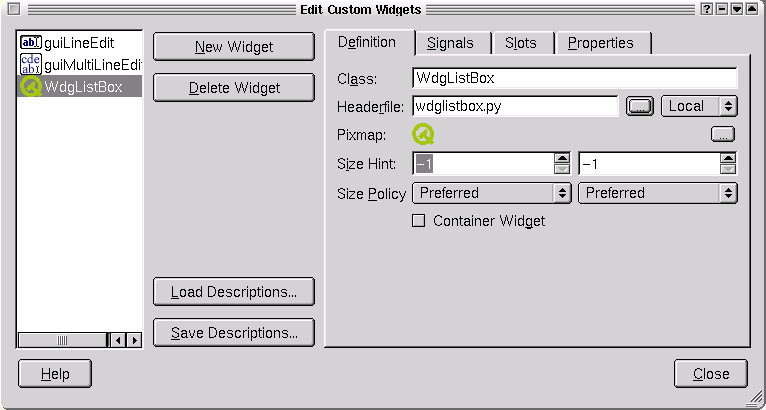 Edit Custom Widgets
guiLineEdit
guiMultiLineEdit
WdgListBox
New Widget
Delete Widget
Load Descriptions...
Save Descriptions...
Definition Signals Slots Properties
Class: WdgListBox
Headerfile: wdglistbox.py ... Local
Pixmap: ...
Size Hint: -1 -1
Size Policy Preferred Preferred
Container Widget
Help Close